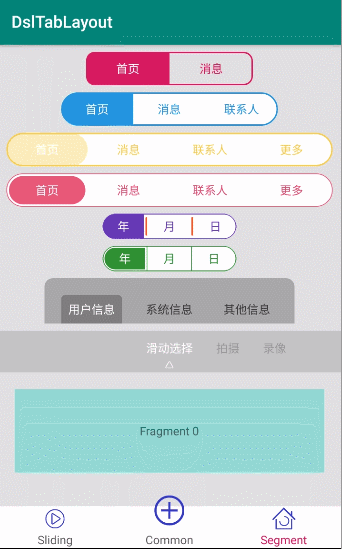 DslTabLayout
首页 消息
首页 消息 联系人
首页 消息 联系人 更多
首页 消息 联系人 更多
年 月 日
年 月 日
用户信息 系统信息 其他信息
滑动选择 拍摄 录像
Fragment 0
Sliding Common Segment